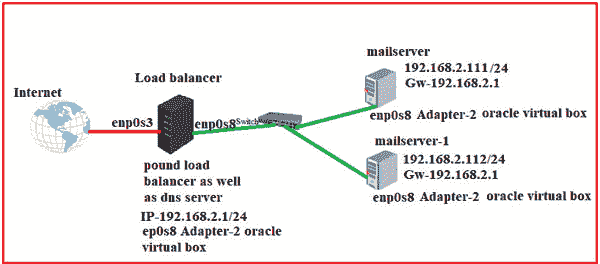 Internet
enp0s3
Load balancer
enp0s8
Switch
pound load
balancer as well
as dns server
IP-192.168.2.1/24
ep0s8 Adapter-2 oracle
virtual box
mailserver
192.168.2.111/24
Gw-192.168.2.1
enp0s8 Adapter-2 oracle virtual box
mailserver-1
192.168.2.112/24
Gw-192.168.2.1
enp0s8 Adapter-2 oracle virtual box